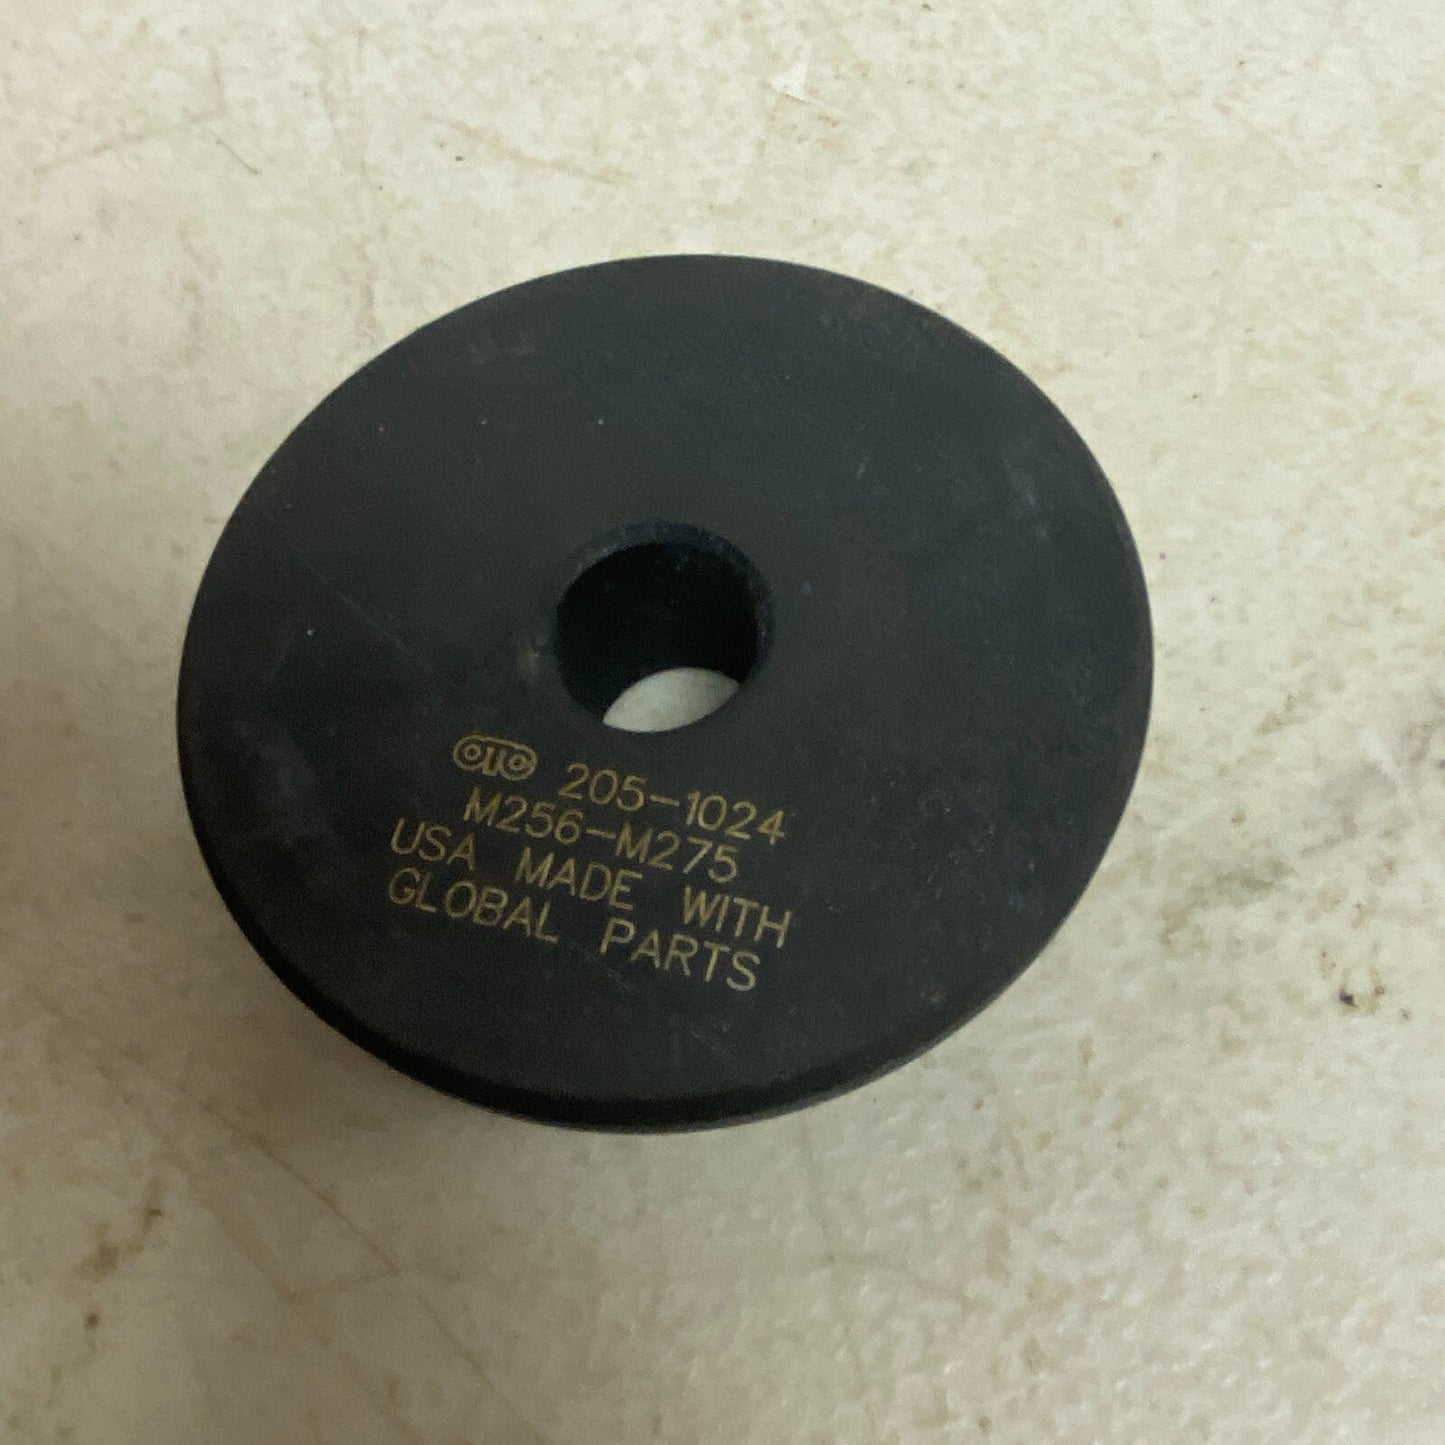 OTC 205-1024
M256-M275
USA MADE WITH
GLOBAL PARTS